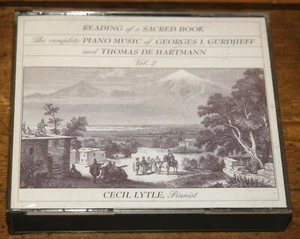 READING of a SACRED BOOK
The complete PIANO MUSIC of GEORGES I. GURDJIEFF
and THOMAS DE HARTMANN
Vol. 2
CECIL LYTLE, Pianist